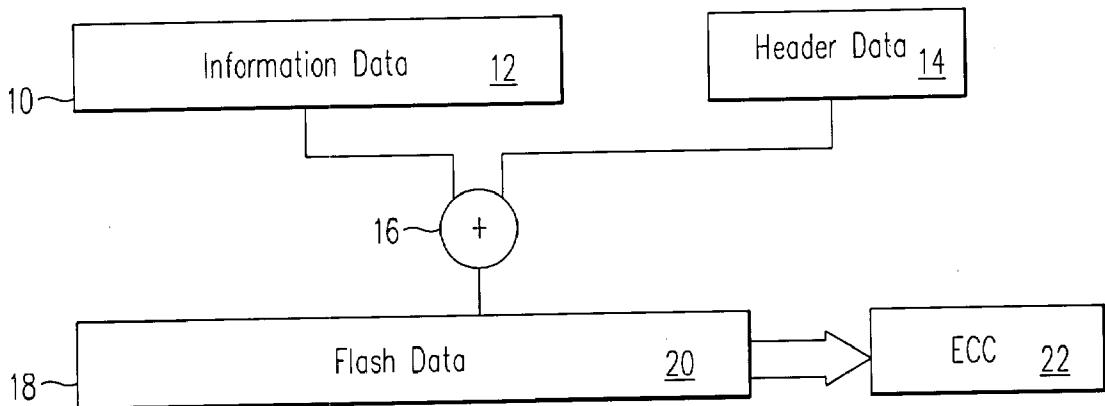 Information Data 12
Header Data 14
10
16
+
Flash Data 20
ECC 22
18